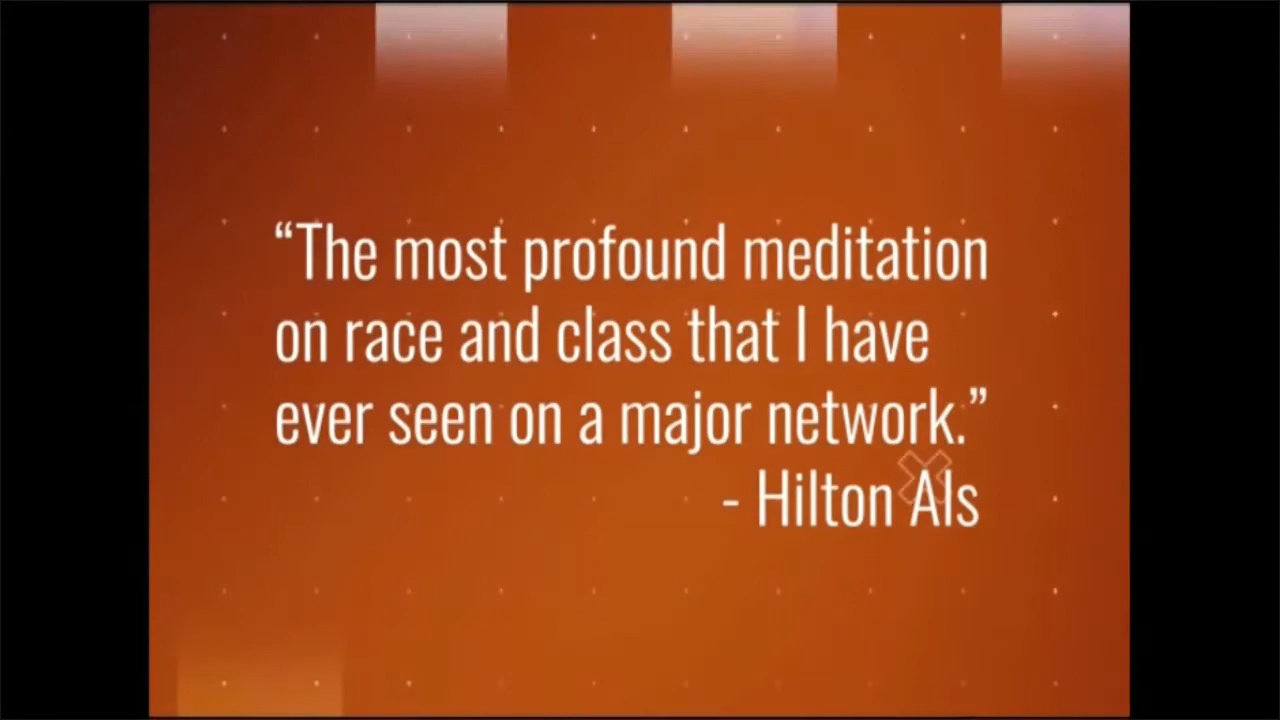 “The most profound meditation
on race and class that I have
ever seen on a major network.”
- Hilton Als